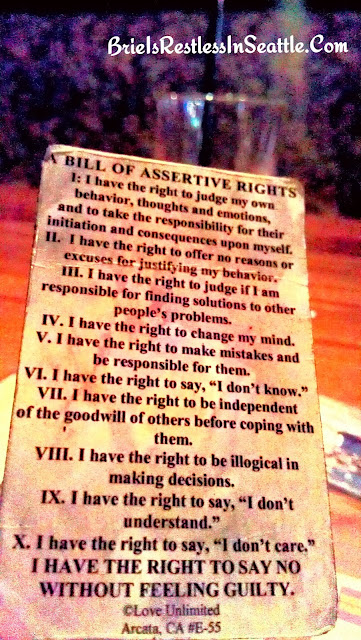 BrieIsRestlessInSeattle.Com
A BILL OF ASSERTIVE RIGHTS
I: I have the right to judge my own
behavior, thoughts and emotions,
and to take the responsibility for their
initiation and consequences upon myself.
II. I have the right to offer no reasons or
excuses for justifying my behavior.
III. I have the right to judge if I am
responsible for finding solutions to other
people's problems.
IV. I have the right to change my mind.
V. I have the right to make mistakes and
be responsible for them.
VI. I have the right to say, "I don't know."
VII. I have the right to be independent
of the goodwill of others before coping with
them.
VIII. I have the right to be illogical in
making decisions.
IX. I have the right to say, "I don't
understand."
X. I have the right to say, "I don't care."
I HAVE THE RIGHT TO SAY NO
WITHOUT FEELING GUILTY.
©Love Unlimited
Arcata, CA #E-55